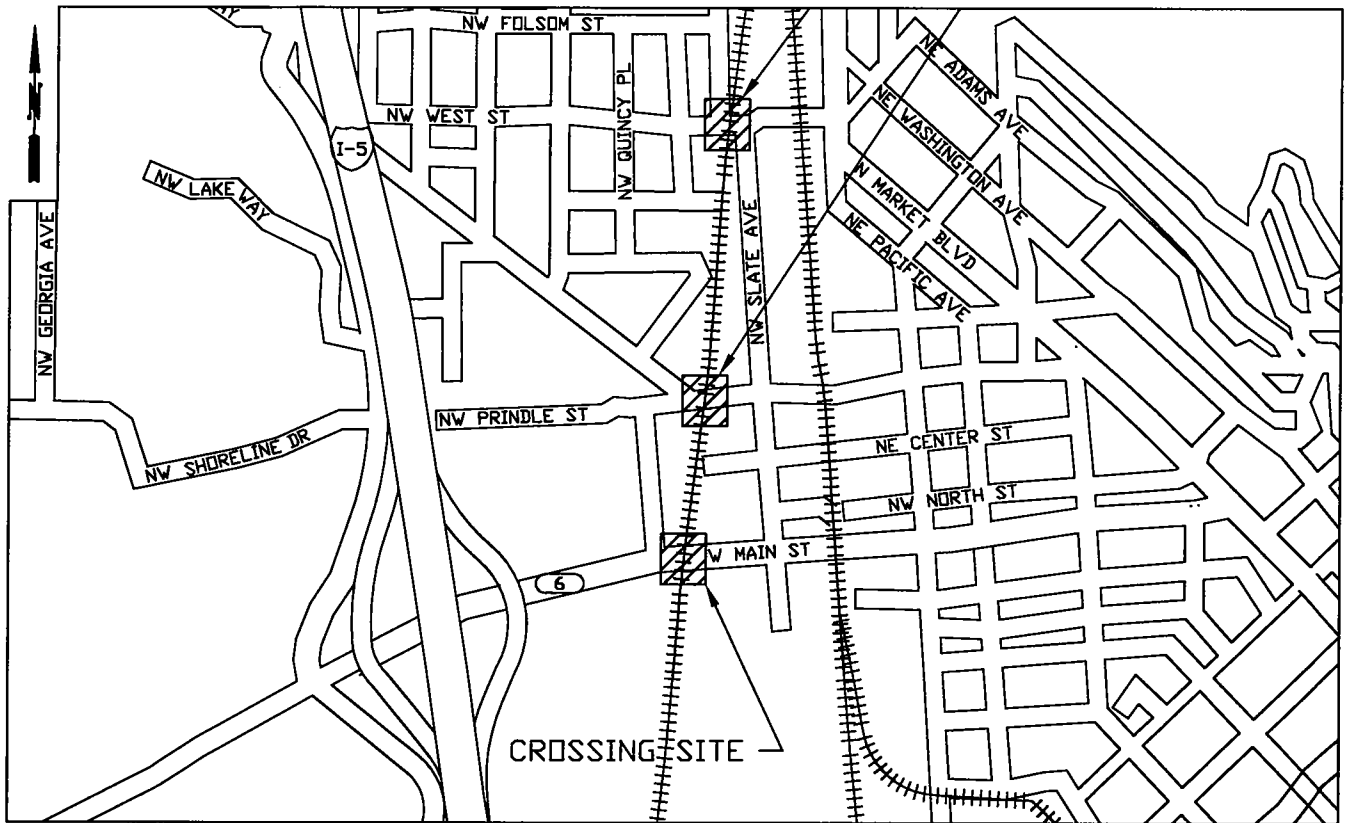 WAY
NW FOLSOM ST
NE ADAMS AVE
NW QUINCY PL
NE WASHINGTON AVE
NW WEST ST
I-5
N
NW LAKE WAY
N MARKET BLVD
NE PACIFIC AVE
NW GEORGIA AVE
NW SLATE AVE
NW PRINDLE ST
NW SHORELINE DR
NE CENTER ST
NW NORTH ST
W MAIN ST
6
CROSSING SITE